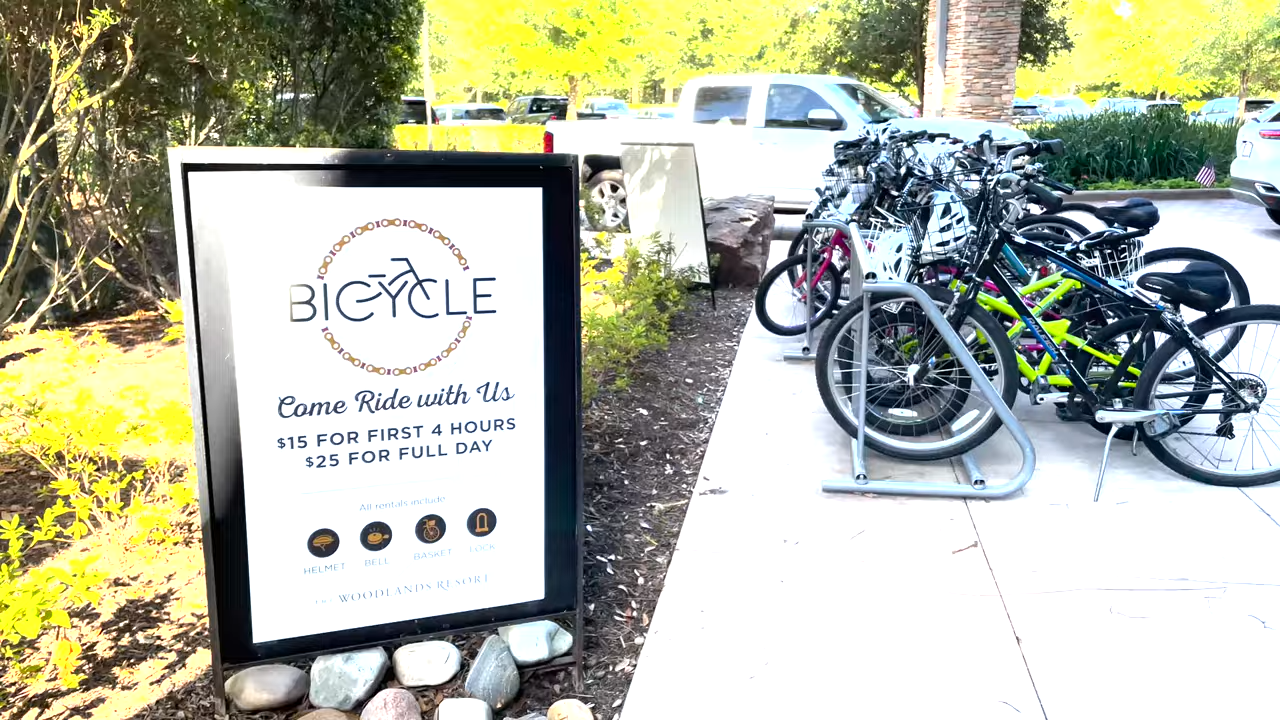 BICYCLE
Come Ride with Us
$15 FOR FIRST 4 HOURS
$25 FOR FULL DAY
All rentals include
HELMET BELL BASKET LOCK
THE WOODLANDS RESORT